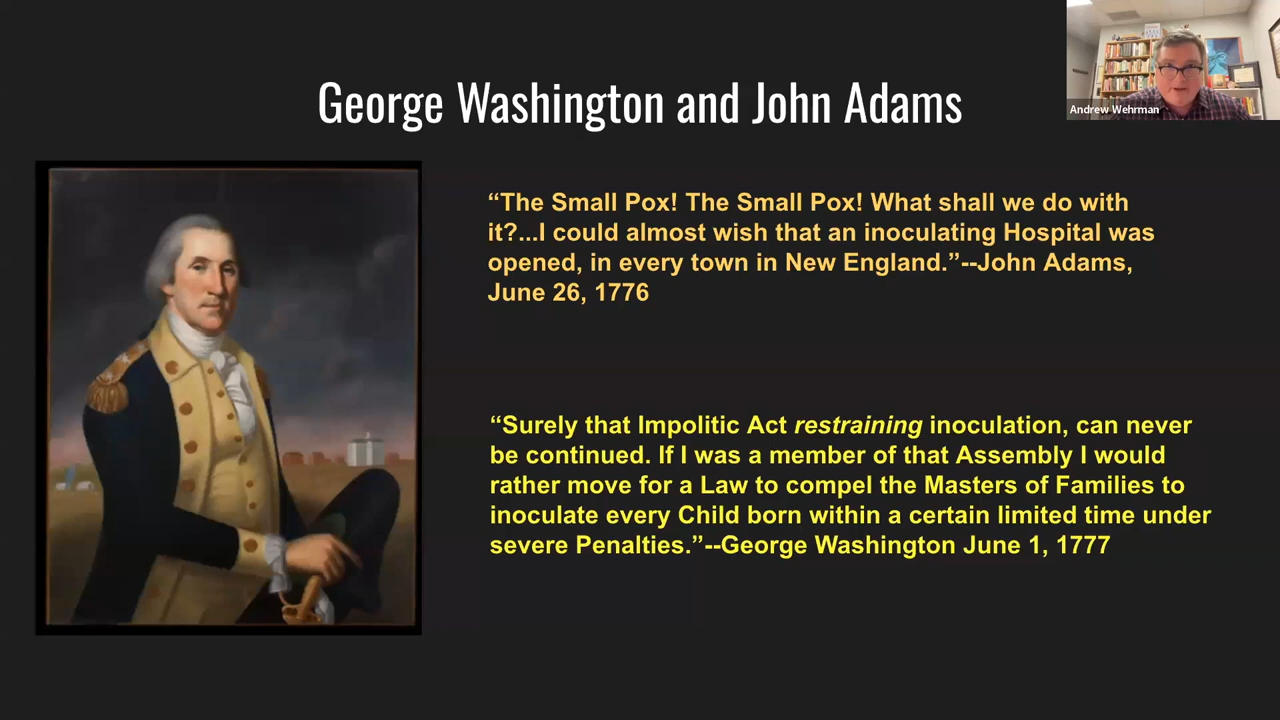 George Washington and John Adams
Andrew Wehrman
“The Small Pox! The Small Pox! What shall we do with
it?...I could almost wish that an inoculating Hospital was
opened, in every town in New England.”--John Adams,
June 26, 1776
“Surely that Impolitic Act restraining inoculation, can never
be continued. If I was a member of that Assembly I would
rather move for a Law to compel the Masters of Families to
inoculate every Child born within a certain limited time under
severe Penalties.”--George Washington June 1, 1777